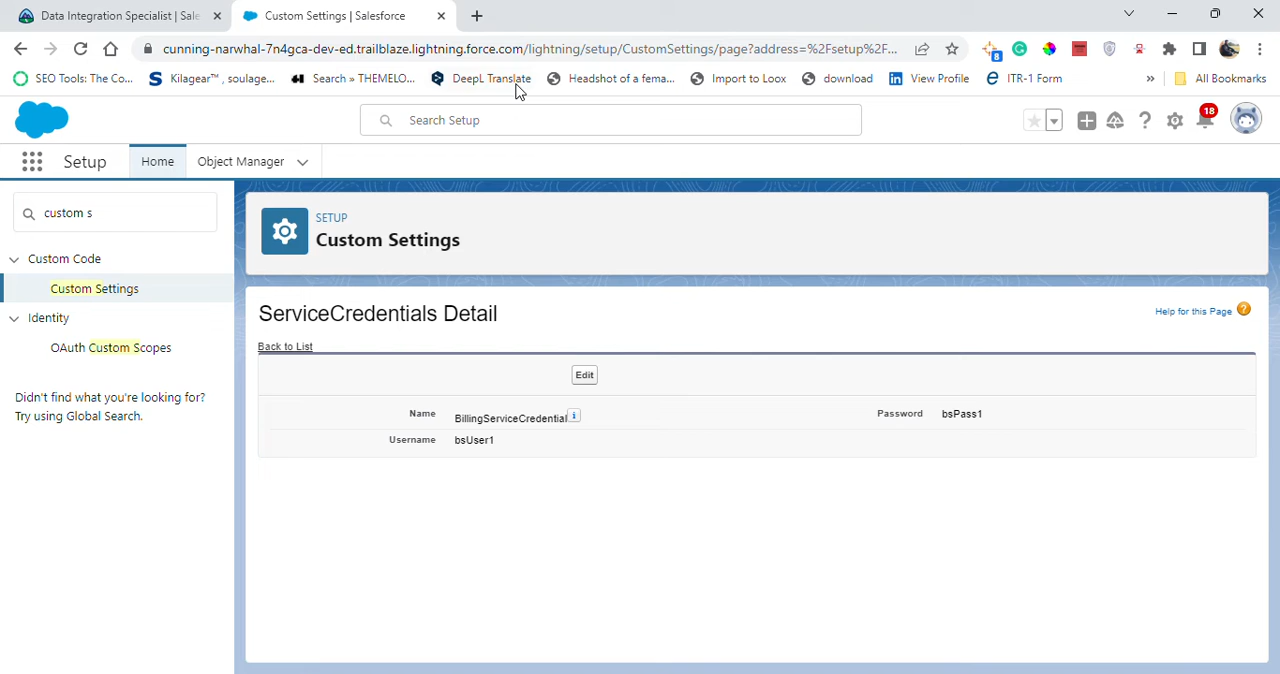 Data Integration Specialist | Sale
Custom Settings | Salesforce
cunning-narwhal-7n4gca-dev-ed.trailblaze.lightning.force.com/lightning/setup/CustomSettings/page?address=%2Fsetup%2F...
8
SEO Tools: The Co...
Kilagear™ , soulage...
Search » THEMELO...
DeepL Translate
Headshot of a fema...
Import to Loox
download
View Profile
ITR-1 Form
»
All Bookmarks
Search Setup
18
Setup
Home
Object Manager
custom s
Custom Code
Custom Settings
Identity
OAuth Custom Scopes
Didn't find what you're looking for?
Try using Global Search.
SETUP
Custom Settings
ServiceCredentials Detail
Help for this Page
Back to List
Edit
Name BillingServiceCredential Password bsPass1
Username bsUser1